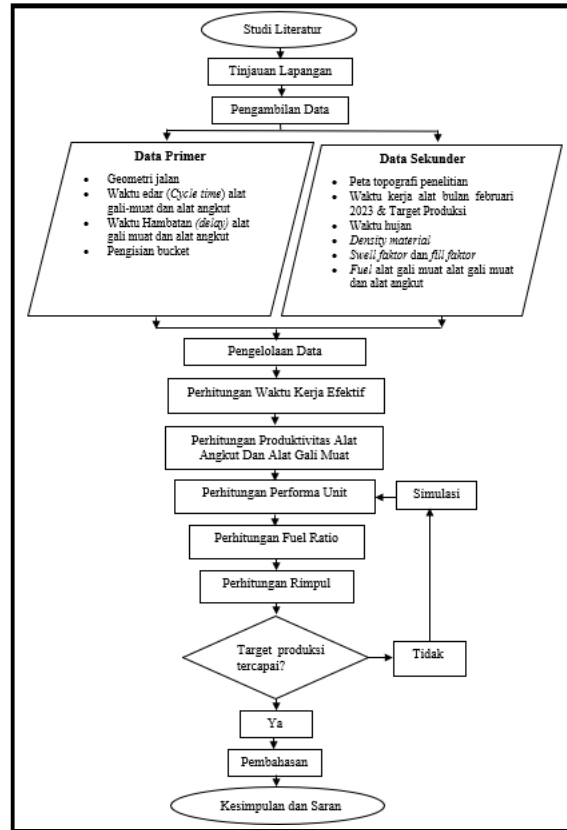 Studi Literatur
Tinjauan Lapangan
Pengambilan Data
Data Primer
• Geometri jalan
• Waktu edar (Cycle time) alat
gali-muat dan alat angkut
• Waktu Hambatan (delay) alat
gali muat dan alat angkut
• Pengisian bucket
Data Sekunder
• Peta topografi penelitian
• Waktu kerja alat bulan februari
2023 & Target Produksi
• Waktu hujan
• Density material
• Swell faktor dan fill faktor
• Fuel alat gali muat alat gali muat
dan alat angkut
Pengelolaan Data
Perhitungan Waktu Kerja Efektif
Perhitungan Produktivitas Alat
Angkut Dan Alat Gali Muat
Perhitungan Performa Unit
Simulasi
Perhitungan Fuel Ratio
Perhitungan Rimpul
Target produksi
tercapai?
Tidak
Ya
Pembahasan
Kesimpulan dan Saran